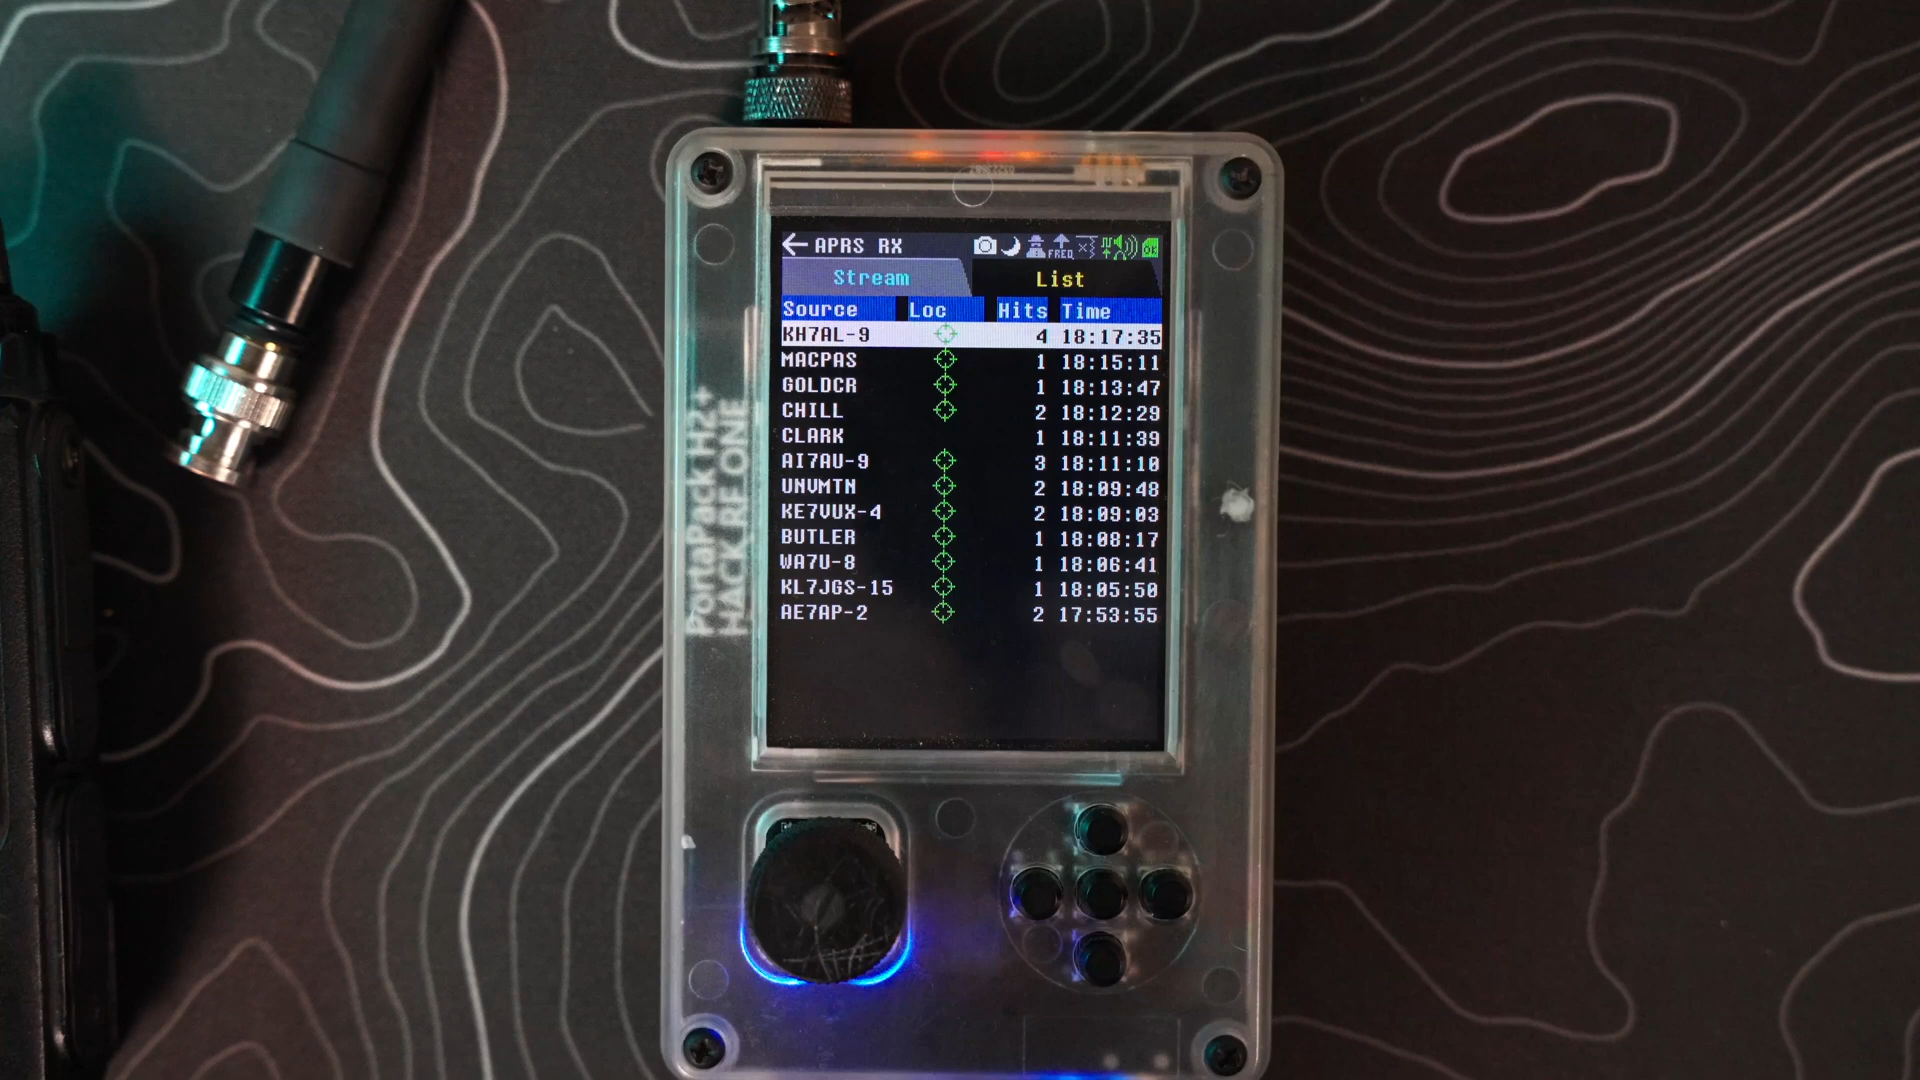 APRS RX FREQ OK
Stream List
Source Loc Hits Time
KH7AL-9 4 18:17:35
MACPAS 1 18:15:11
GOLDCR 1 18:13:47
CHILL 2 18:12:29
CLARK 1 18:11:39
AI7AU-9 3 18:11:10
UNVMTN 2 18:09:48
KE7VUX-4 2 18:09:03
BUTLER 1 18:08:17
WA7U-8 1 18:06:41
KL7JGS-15 1 18:05:50
AE7AP-2 2 17:53:55
PortaPack H2+
HACK RF ONE